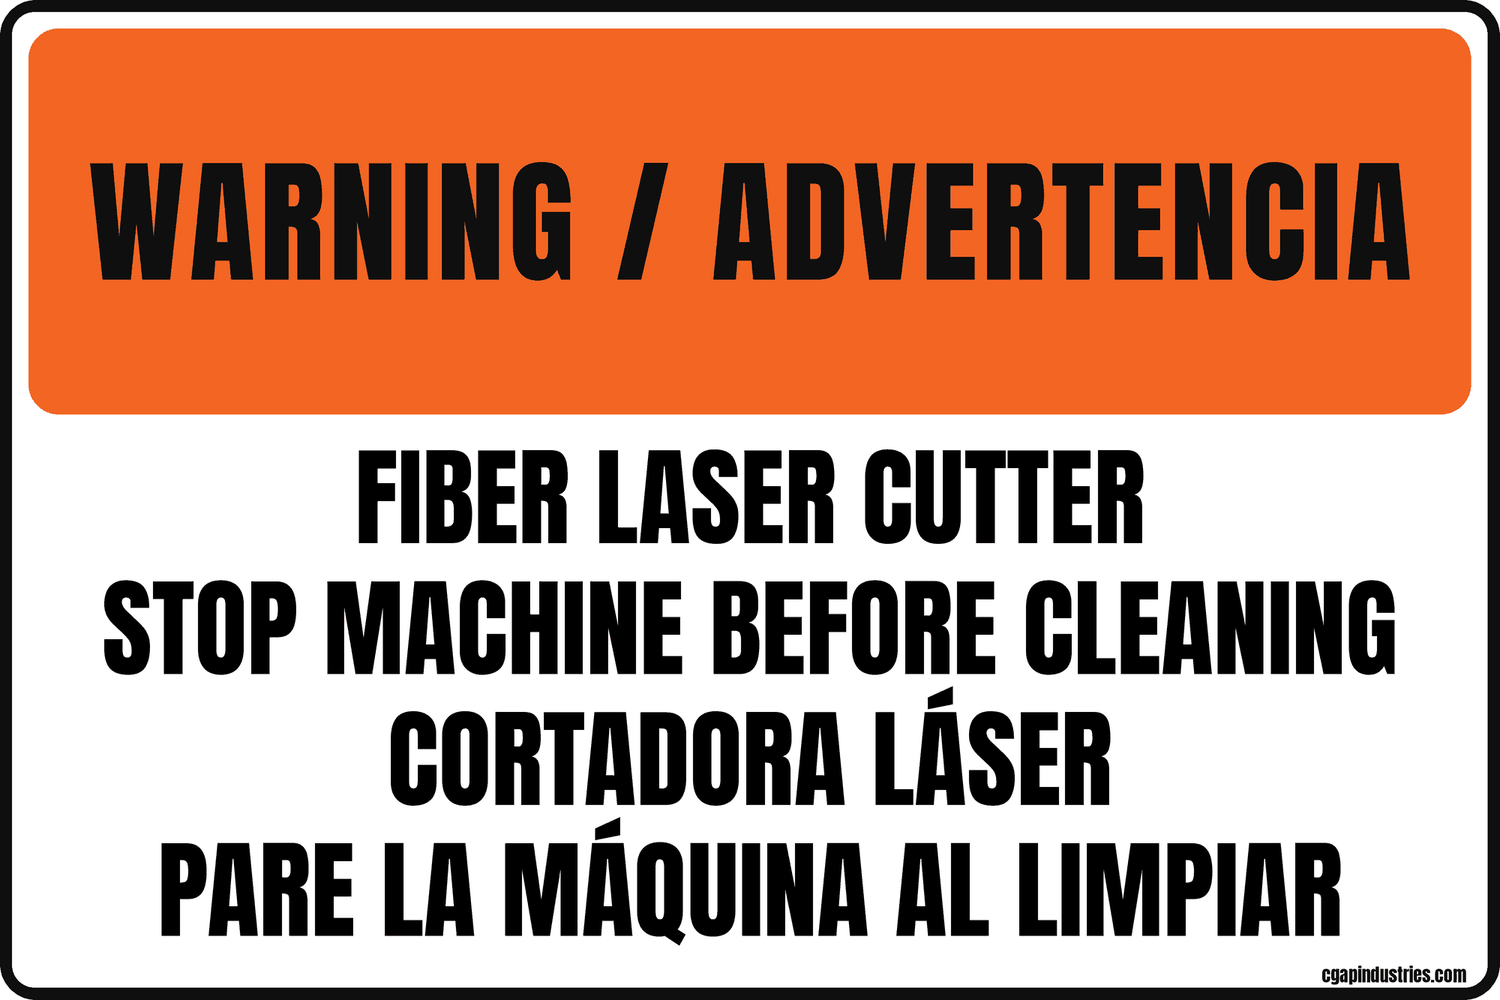 WARNING / ADVERTENCIA
FIBER LASER CUTTER
STOP MACHINE BEFORE CLEANING
CORTADORA LÁSER
PARE LA MÁQUINA AL LIMPIAR
cgapindustries.com